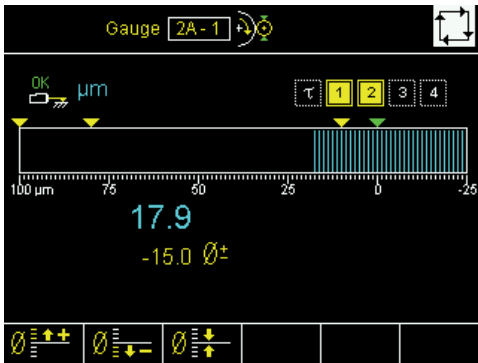 Gauge 2A - 1
OK
µm
τ 1 2 3 4
100 µm 75 50 25 0 -25
17.9
-15.0 Ø±
Ø + Ø - Ø